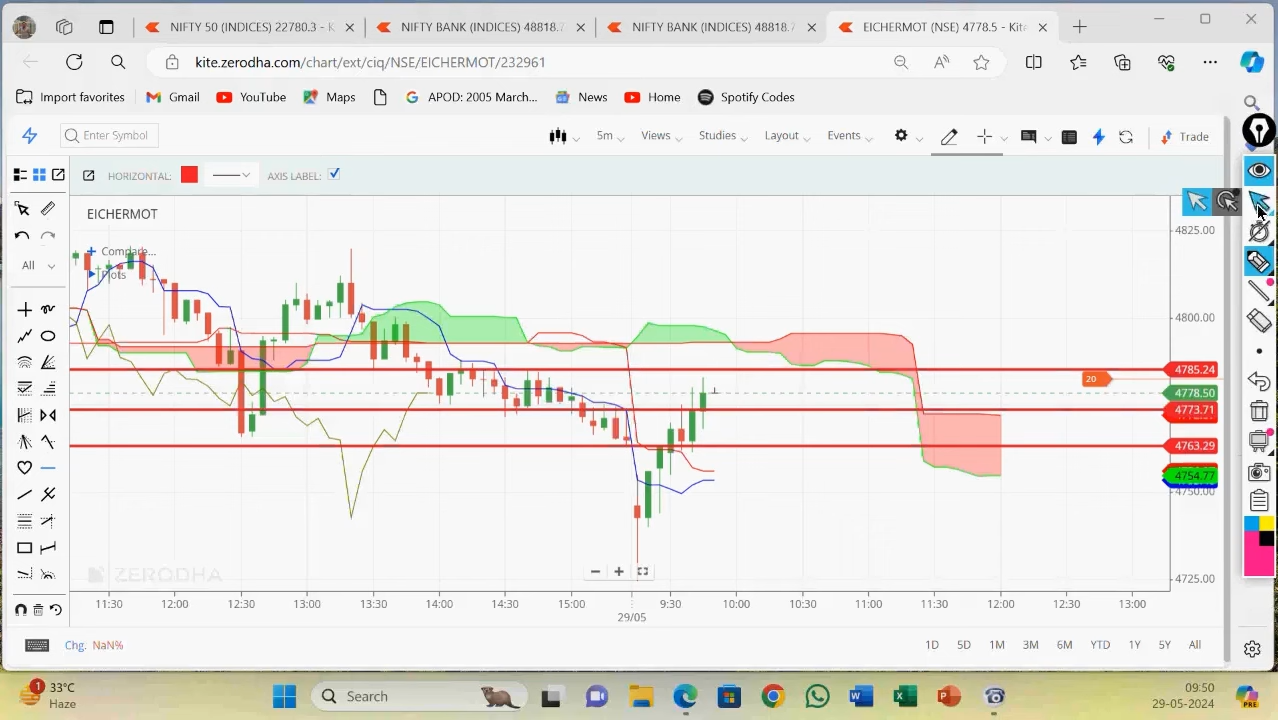 NIFTY 50 (INDICES) 22780.3 - K
NIFTY BANK (INDICES) 48818.7
NIFTY BANK (INDICES) 48818.7
EICHERMOT (NSE) 4778.5 - Kite
kite.zerodha.com/chart/ext/ciq/NSE/EICHERMOT/232961
Import favorites
Gmail
YouTube
Maps
APOD: 2005 March...
News
Home
Spotify Codes
Enter Symbol
5m
Views
Studies
Layout
Events
Trade
HORIZONTAL:
AXIS LABEL:
EICHERMOT
Compare...
Plots
All
4825.00
4800.00
4785.24
20
4778.50
4773.71
4763.29
4754.77
4750.00
4725.00
ZERODHA
11:30 12:00 12:30 13:00 13:30 14:00 14:30 15:00 9:30 10:00 10:30 11:00 11:30 12:00 12:30 13:00
29/05
Chg. NaN%
1D 5D 1M 3M 6M YTD 1Y 5Y All
1
33°C
Haze
Search
09:50
29-05-2024
PRE